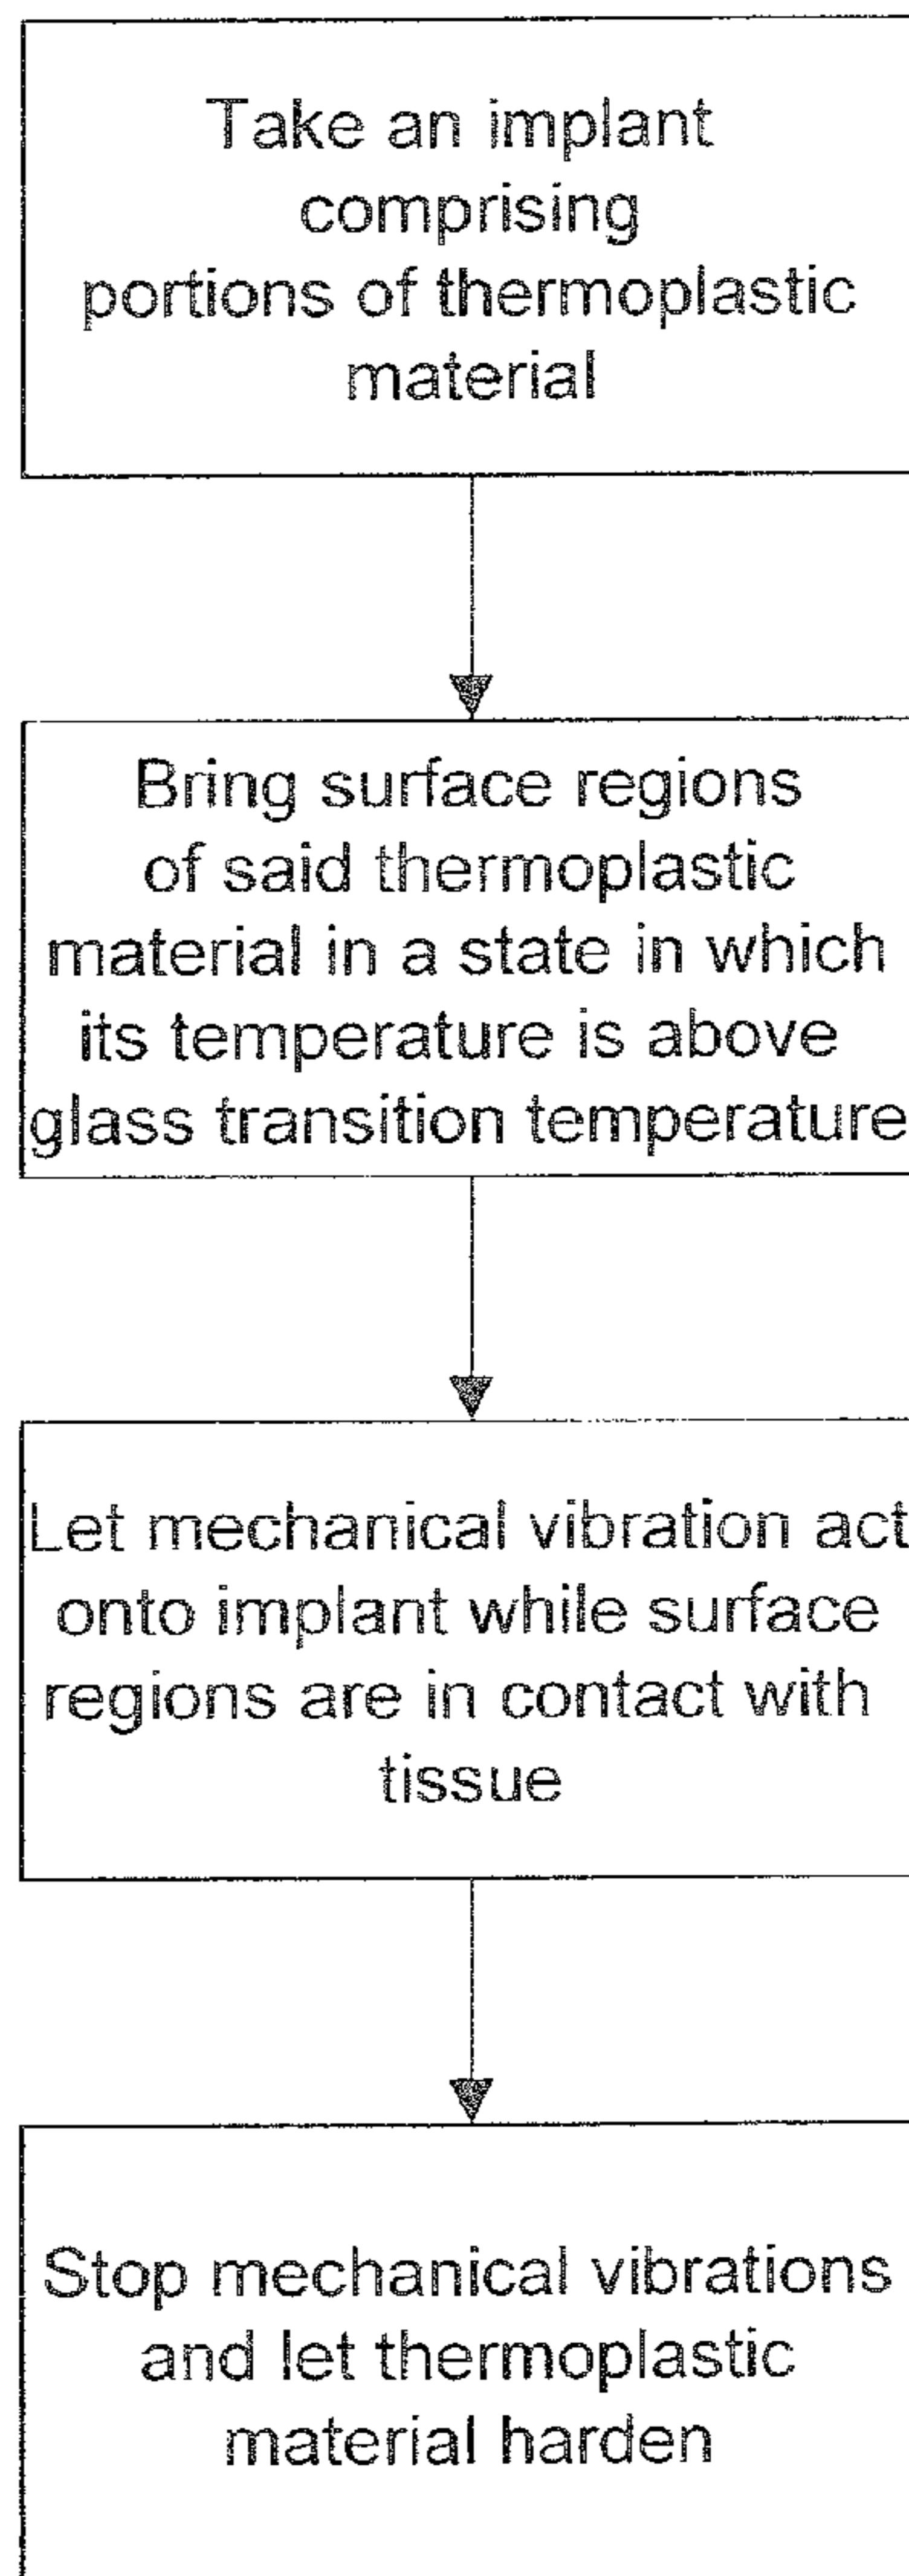 Take an implant
comprising
portions of thermoplastic
material
Bring surface regions
of said thermoplastic
material in a state in which
its temperature is above
glass transition temperature
Let mechanical vibration act
onto implant while surface
regions are in contact with
tissue
Stop mechanical vibrations
and let thermoplastic
material harden